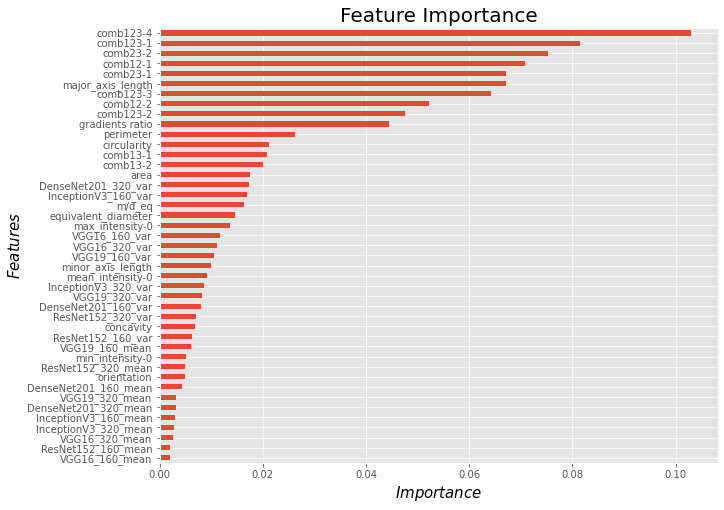 Feature Importance
comb123-4
comb123-1
comb23-2
comb12-1
comb23-1
major_axis_length
comb123-3
comb12-2
comb123-2
gradients ratio
perimeter
circularity
comb13-1
comb13-2
area
DenseNet201_320_var
InceptionV3_160_var
m/d_eq
equivalent_diameter
max_intensity-0
VGG16_160_var
VGG16_320_var
VGG19_160_var
minor_axis_length
mean_intensity-0
InceptionV3_320_var
VGG19_320_var
DenseNet201_160_var
ResNet152_320_var
concavity
ResNet152_160_var
VGG19_160_mean
min_intensity-0
ResNet152_320_mean
orientation
DenseNet201_160_mean
VGG19_320_mean
DenseNet201_320_mean
InceptionV3_160_mean
InceptionV3_320_mean
VGG16_320_mean
ResNet152_160_mean
VGG16_160_mean
Features
0.00 0.02 0.04 0.06 0.08 0.10
Importance